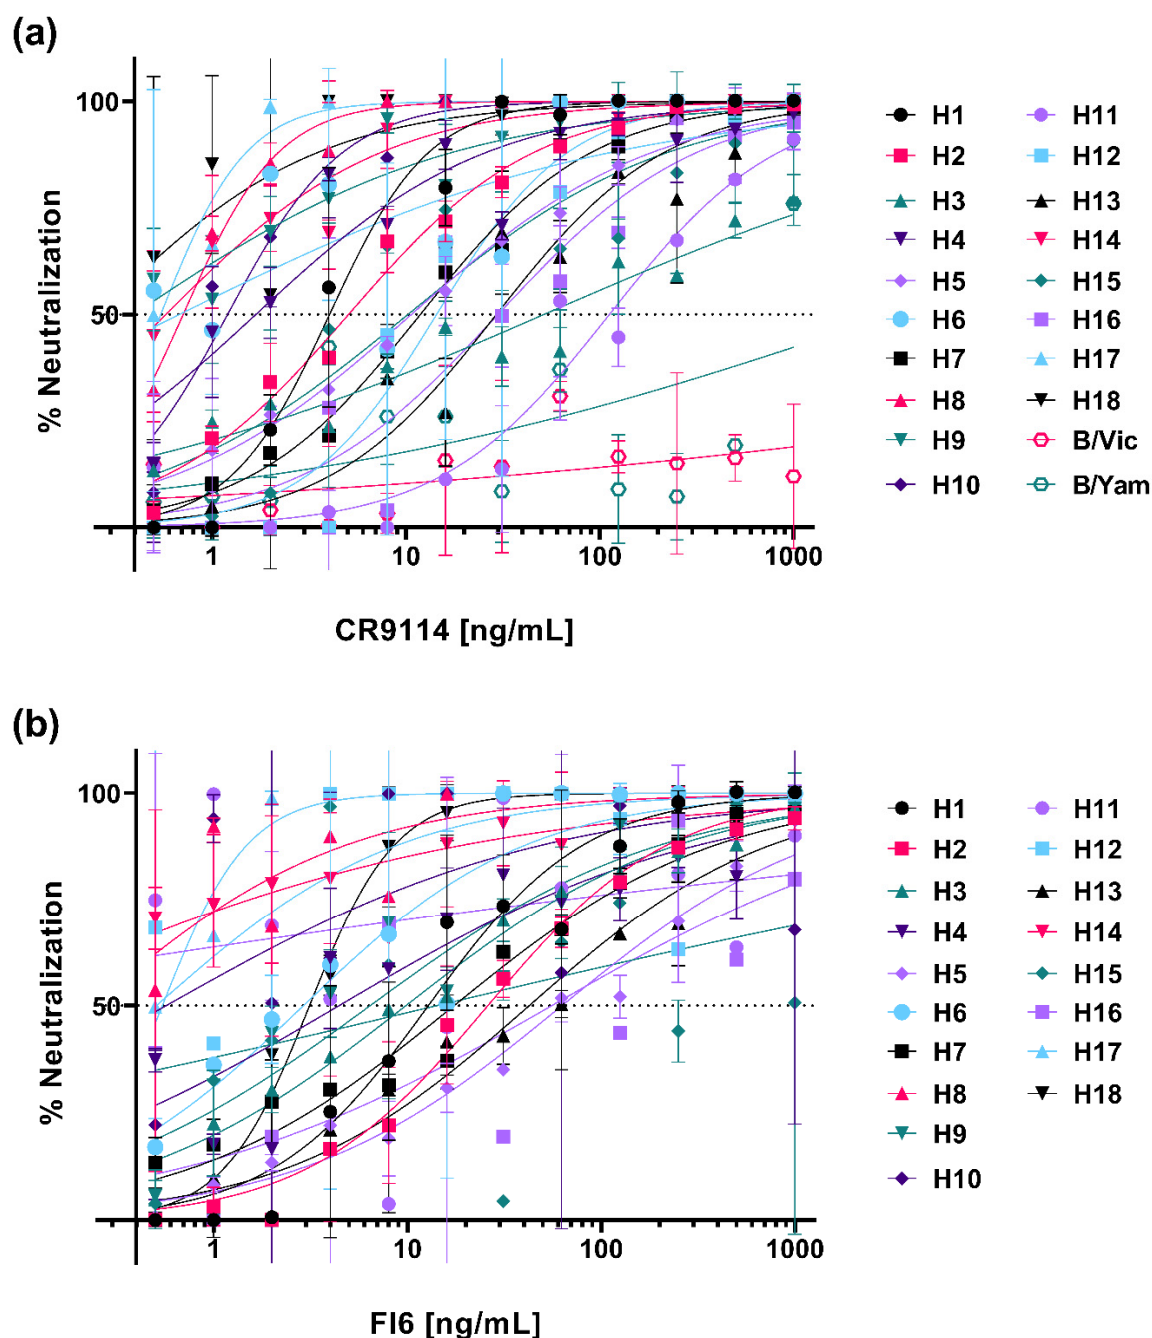 (a)
% Neutralization
100
50
1
10
100
1000
CR9114 [ng/mL]
H1
H2
H3
H4
H5
H6
H7
H8
H9
H10
H11
H12
H13
H14
H15
H16
H17
H18
B/Vic
B/Yam
(b)
% Neutralization
100
50
1
10
100
1000
FI6 [ng/mL]
H1
H2
H3
H4
H5
H6
H7
H8
H9
H10
H11
H12
H13
H14
H15
H16
H17
H18